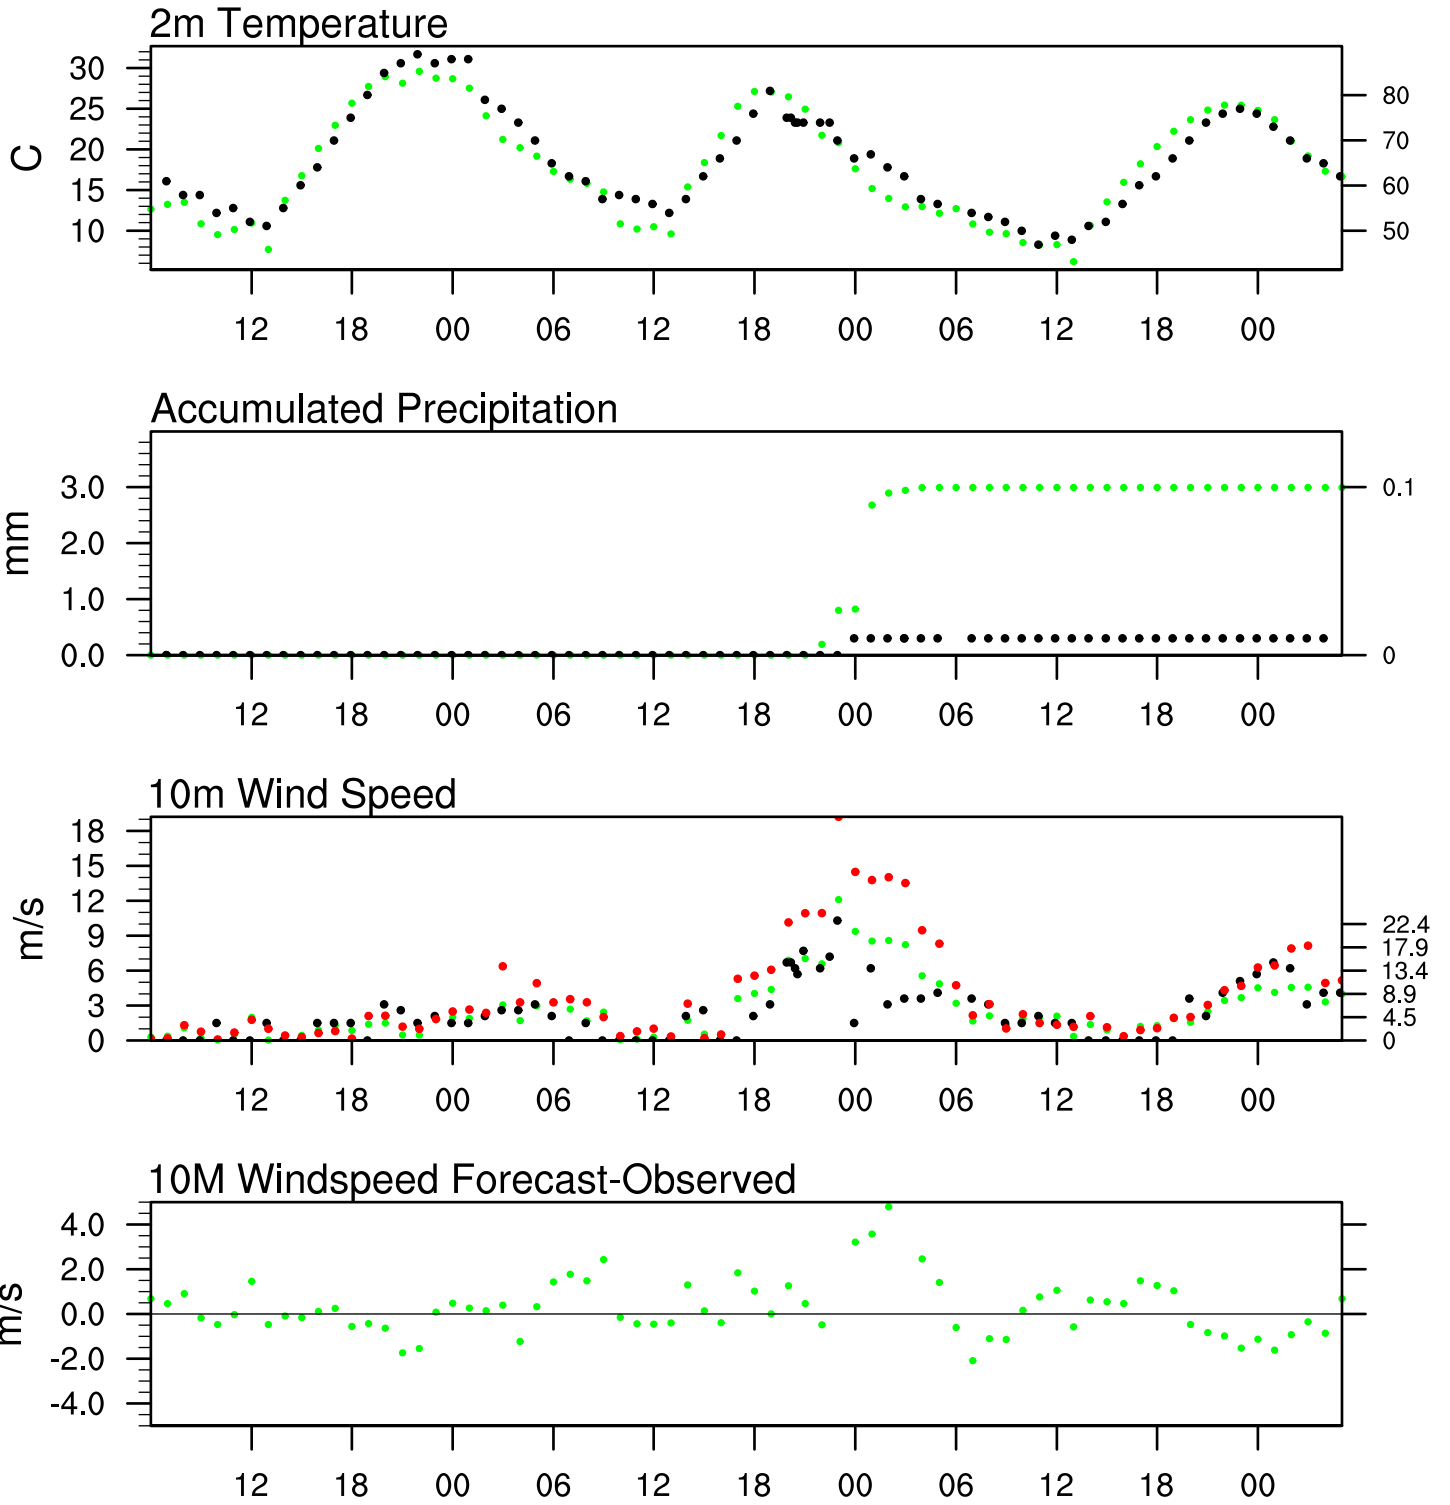 2m Temperature
30
25
20
15
10
C
80
70
60
50
12 18 00 06 12 18 00 06 12 18 00
Accumulated Precipitation
3.0
2.0
1.0
0.0
mm
0.1
0
12 18 00 06 12 18 00 06 12 18 00
10m Wind Speed
18
15
12
9
6
3
0
m/s
22.4
17.9
13.4
8.9
4.5
0
12 18 00 06 12 18 00 06 12 18 00
10M Windspeed Forecast-Observed
4.0
2.0
0.0
-2.0
-4.0
m/s
12 18 00 06 12 18 00 06 12 18 00